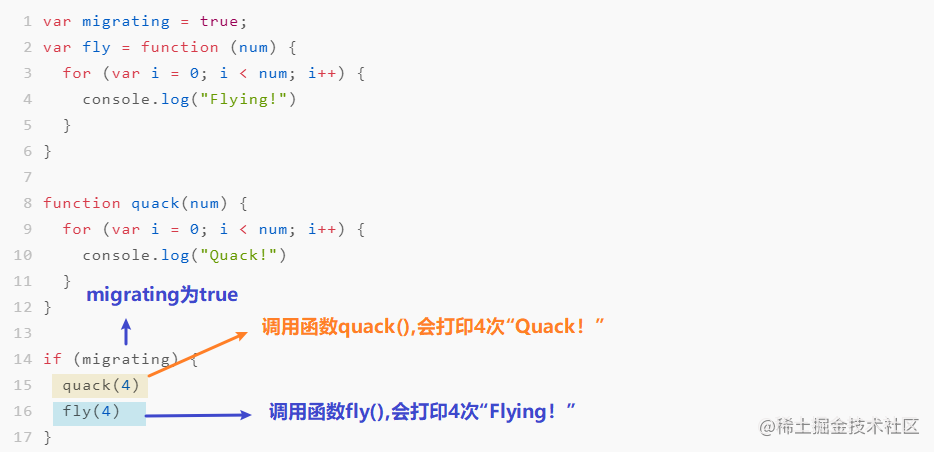 1 var migrating = true;
2 var fly = function (num) {
3   for (var i = 0; i < num; i++) {
4     console.log("Flying!")
5   }
6 }
7
8 function quack(num) {
9   for (var i = 0; i < num; i++) {
10     console.log("Quack!")
11   }
migrating为true
12 }
调用函数quack(),会打印4次“Quack！”
13
14 if (migrating) {
15   quack(4)
16   fly(4)
调用函数fly(),会打印4次“Flying！”
@稀土掘金技术社区
17 }